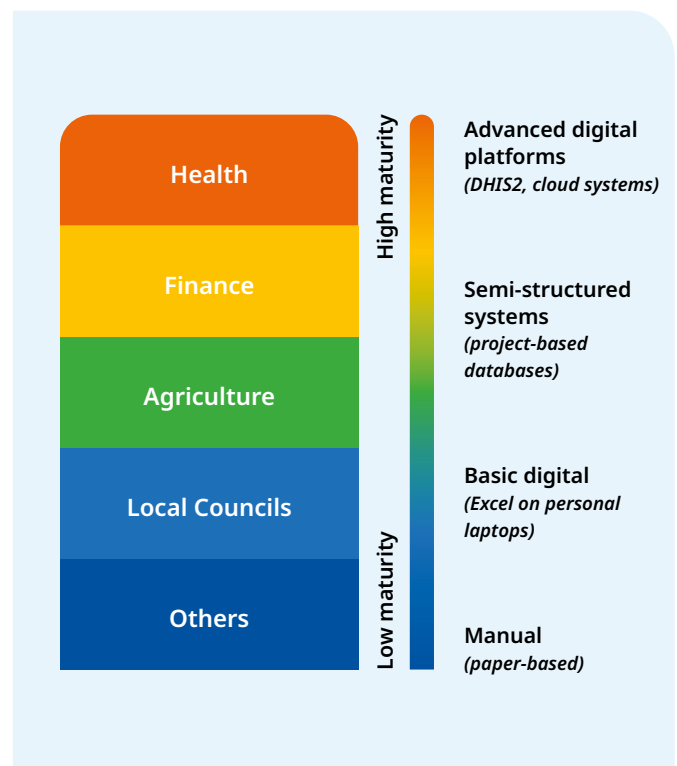 Health
Finance
Agriculture
Local Councils
Others
High maturity
Low maturity
Advanced digital
platforms
(DHIS2, cloud systems)
Semi-structured
systems
(project-based
databases)
Basic digital
(Excel on personal
laptops)
Manual
(paper-based)